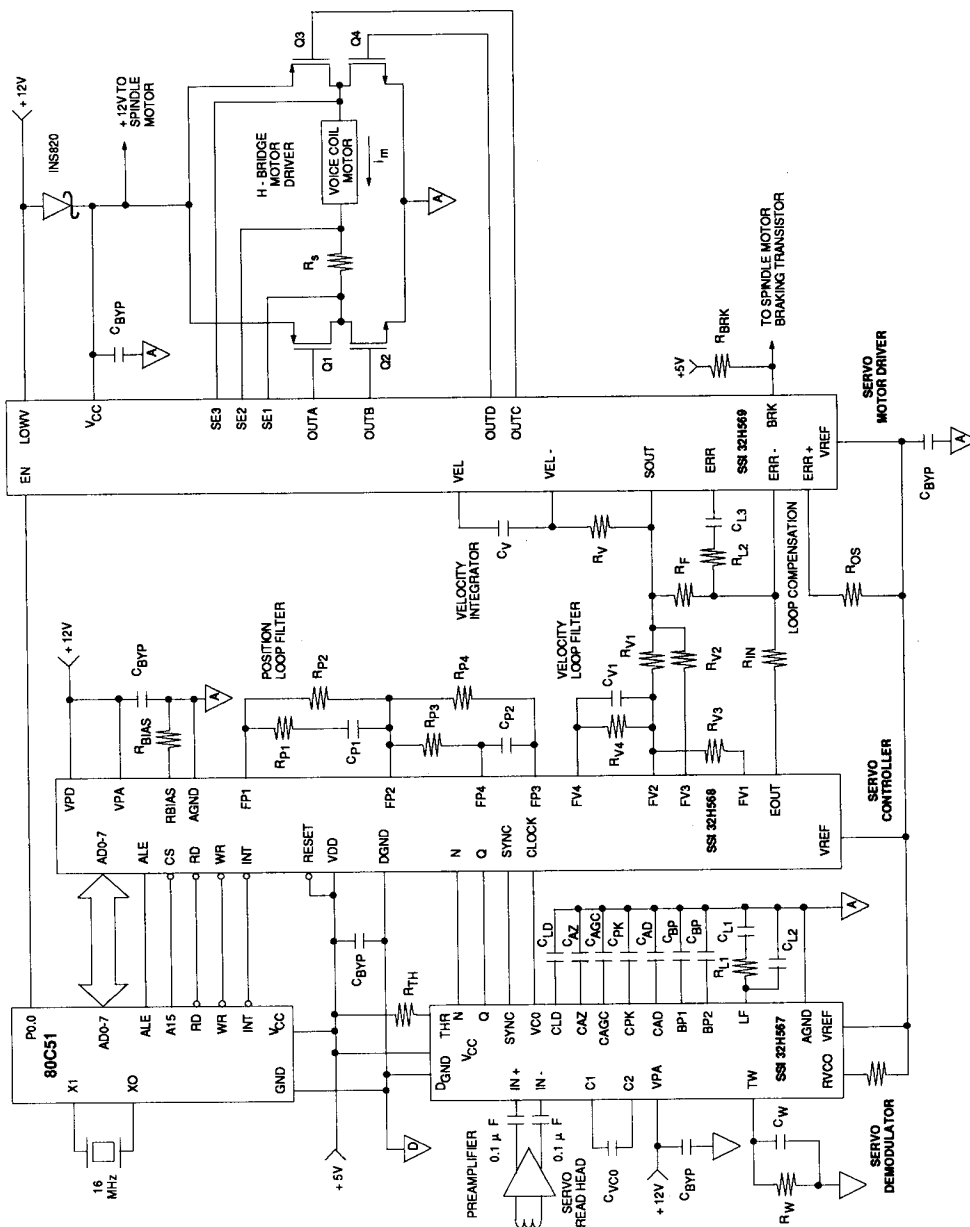 +12V
INS820
+12V TO
SPINDLE
MOTOR
H - BRIDGE
MOTOR
DRIVER
VOICE COIL
MOTOR
im
Rs
Q3
Q4
Q1
Q2
CBYP
A
A
EN
LOWV
VCC
SE3
SE2
SE1
OUTA
OUTB
OUTD
OUTC
VEL
VEL -
SOUT
ERR
ERR -
ERR +
BRK
VREF
SSI 32H569
SERVO
MOTOR DRIVER
+5V
RBRK
TO SPINDLE MOTOR
BRAKING TRANSISTOR
CBYP
A
CV
RV
VELOCITY
INTEGRATOR
RF
RL2
CL3
LOOP COMPENSATION
ROS
RIN
+12V
CBYP
RBIAS
A
POSITION
LOOP FILTER
RP2
RP1
CP1
RP4
RP3
CP2
VELOCITY
LOOP FILTER
CV1
RV4
RV1
RV2
RV3
VPD
VPA
RBIAS
AGND
FP1
FP2
FP4
FP3
FV4
FV2
FV3
FV1
EOUT
AD0-7
ALE
CS
RD
WR
INT
RESET
VDD
DGND
N
Q
SYNC
CLOCK
VREF
SSI 32H568
SERVO
CONTROLLER
80C51
P0.0
AD0-7
ALE
A15
RD
WR
INT
VCC
GND
X1
XO
16
MHz
+ 5V
D
CBYP
RTH
THR
VCC
DGND
N
Q
SYNC
VC0
CLD
CAZ
CAGC
CPK
CAD
BP1
BP2
LF
AGND
VREF
RVCO
IN +
IN -
C1
C2
VPA
TW
SSI 32H567
CLD
CAZ
CAGC
CPK
CAD
CBP
CBP
CL1
RL1
CL2
A
PREAMPLIFIER
0.1 µ F
0.1 µ F
SERVO
READ HEAD
CVC0
+12V
CBYP
RW
CW
SERVO
DEMODULATOR